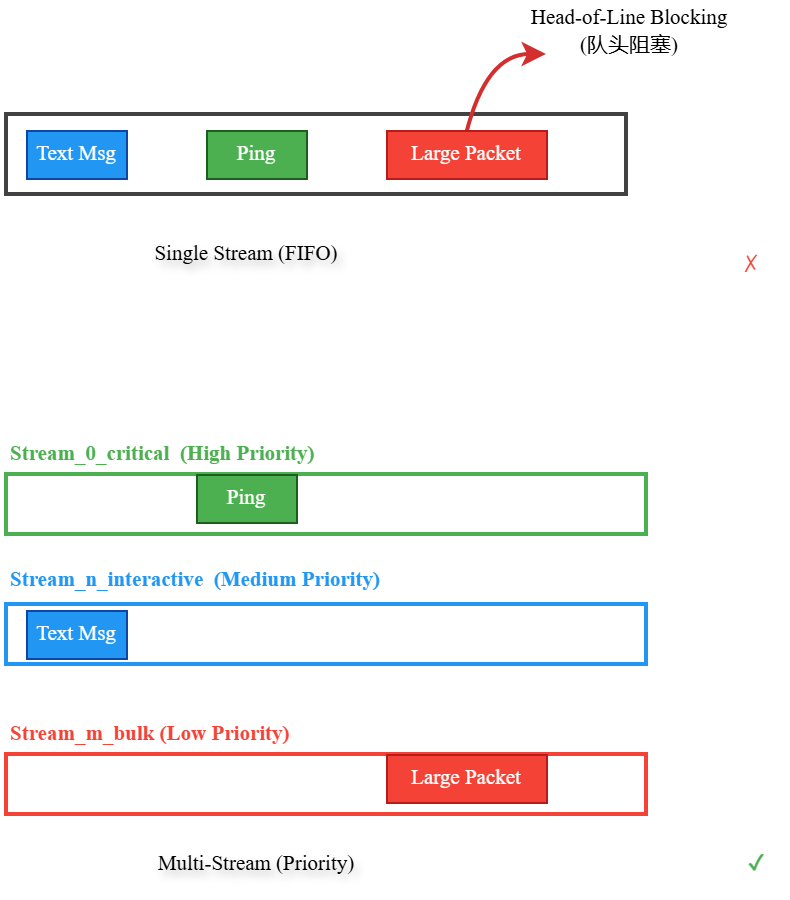 Head-of-Line Blocking
(队头阻塞)
Text Msg
Ping
Large Packet
Single Stream (FIFO)
✗
Stream_0_critical  (High Priority)
Ping
Stream_n_interactive  (Medium Priority)
Text Msg
Stream_m_bulk (Low Priority)
Large Packet
Multi-Stream (Priority)
✓